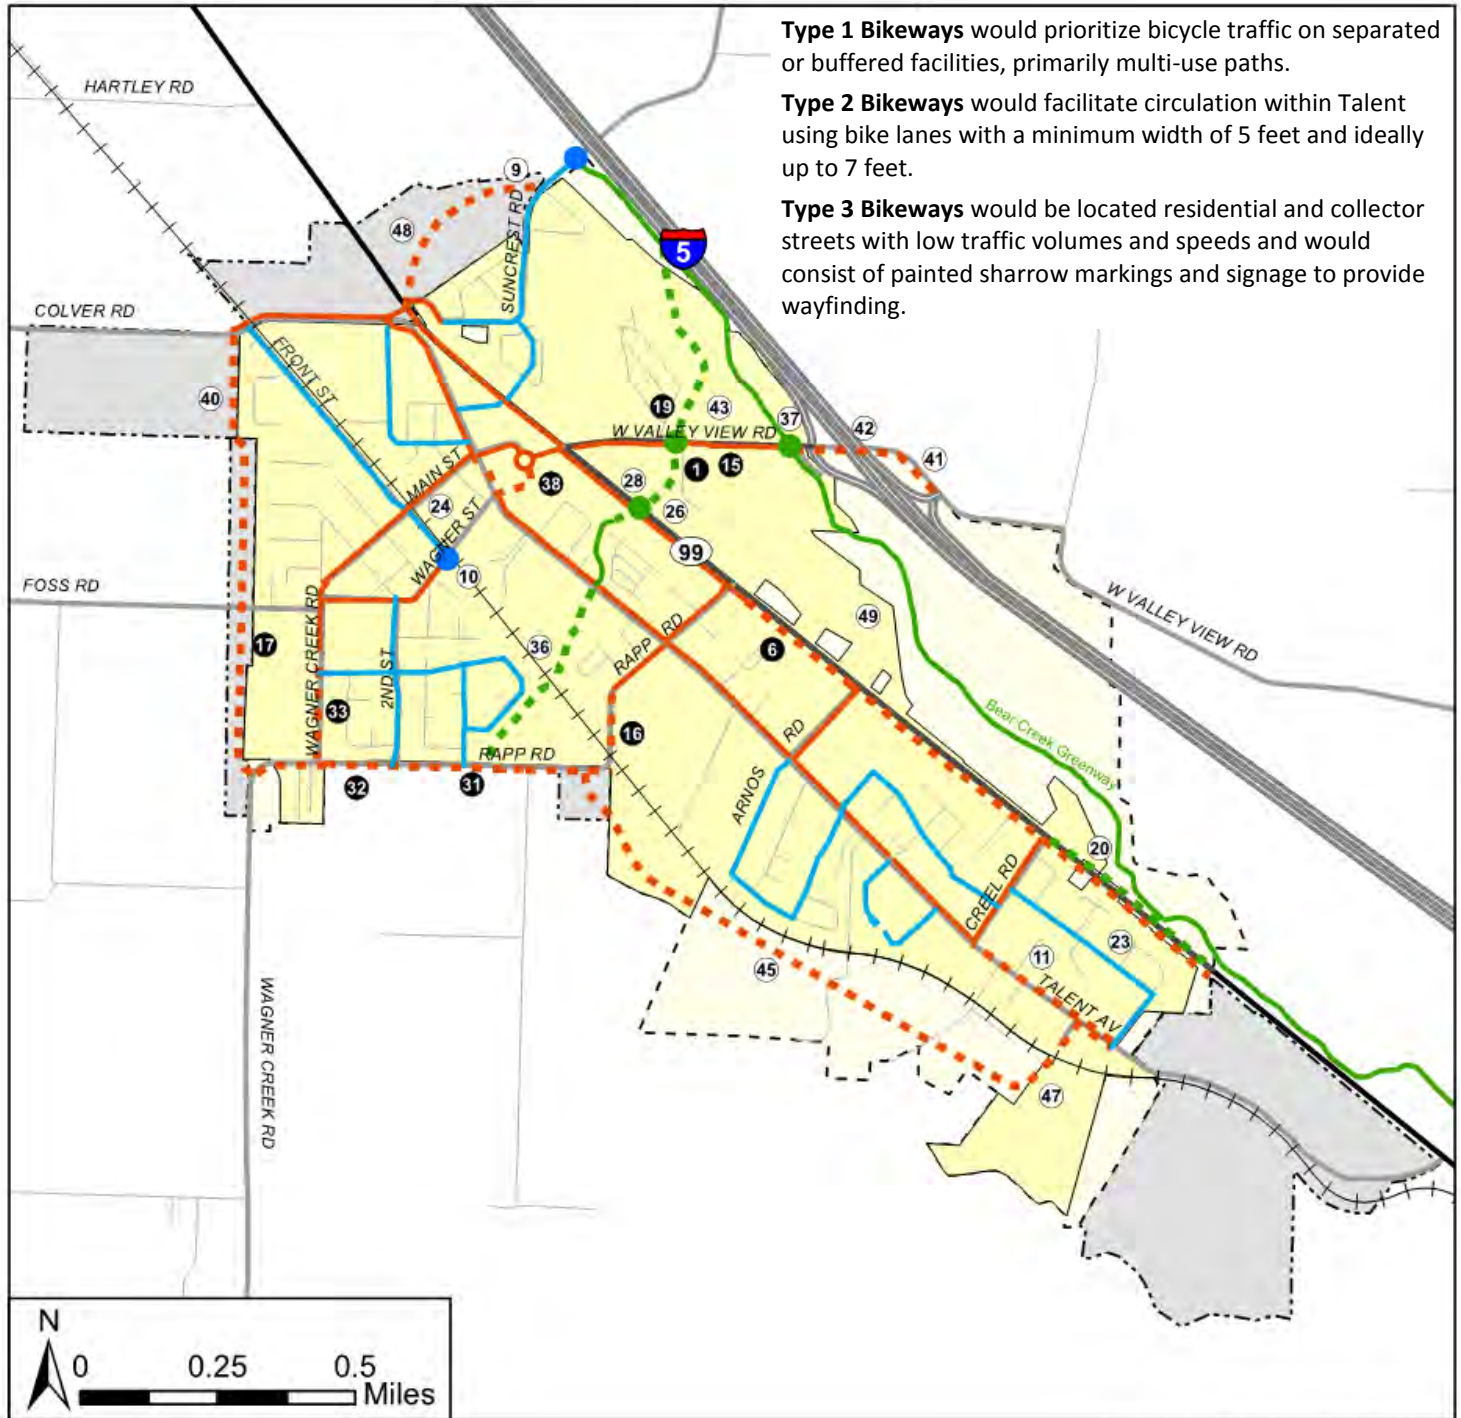 Type 1 Bikeways would prioritize bicycle traffic on separated
or buffered facilities, primarily multi-use paths.
Type 2 Bikeways would facilitate circulation within Talent
using bike lanes with a minimum width of 5 feet and ideally
up to 7 feet.
Type 3 Bikeways would be located residential and collector
streets with low traffic volumes and speeds and would
consist of painted sharrow markings and signage to provide
wayfinding.
HARTLEY RD
9
48
SUNCREST RD
5
COLVER RD
FRONT ST
40
19
43
37
42
W VALLEY VIEW RD
41
1
15
MAIN ST
38
28
24
26
WAGNER ST
99
10
FOSS RD
W VALLEY VIEW RD
49
17
36
RAPP RD
6
WAGNER CREEK RD
2ND ST
33
Bear Creek Greenway
16
RAPP RD
ARNOS RD
32
31
20
CREEL RD
23
11
45
TALENT AV
WAGNER CREEK RD
47
N
0 0.25 0.5
Miles